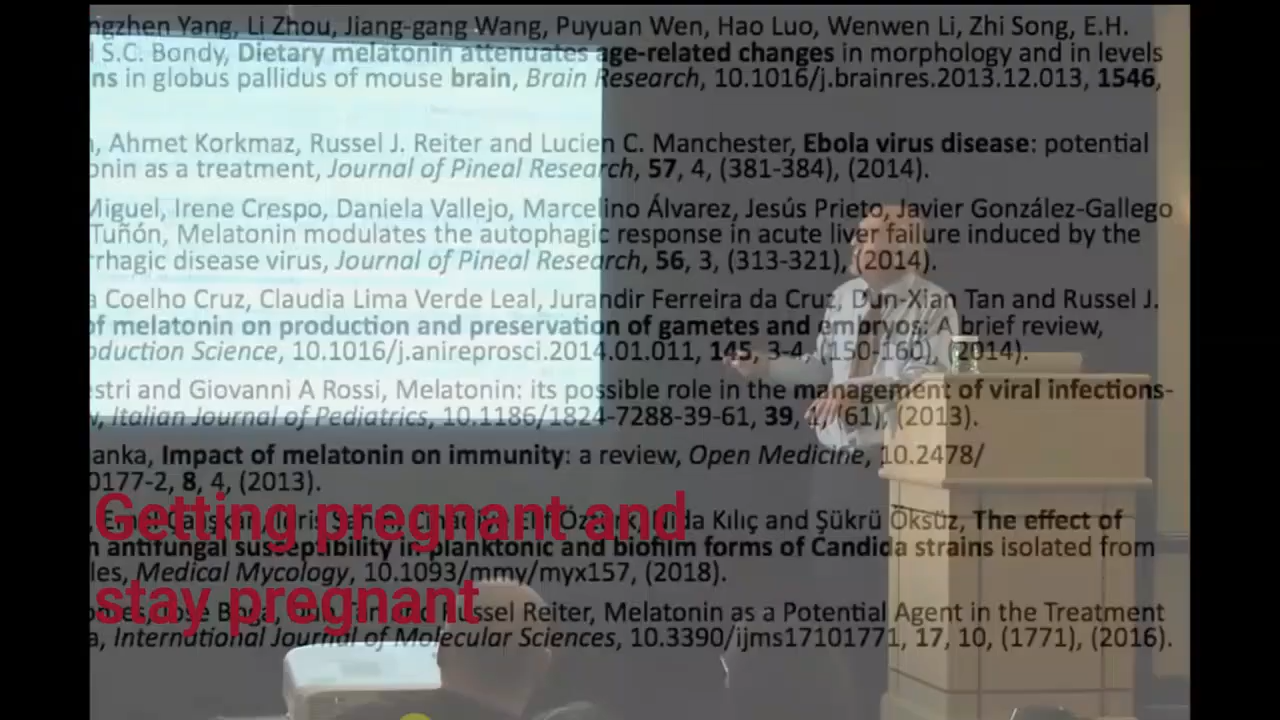 ngzhen Yang, Li Zhou, Jiang-gang Wang, Puyuan Wen, Hao Luo, Wenwen Li, Zhi Song, E.H.
S.C. Bondy, Dietary melatonin attenuates age-related changes in morphology and in levels
ns in globus pallidus of mouse brain, Brain Research, 10.1016/j.brainres.2013.12.013, 1546,
, Ahmet Korkmaz, Russel J. Reiter and Lucien C. Manchester, Ebola virus disease: potential
onin as a treatment, Journal of Pineal Research, 57, 4, (381-384), (2014).
Miguel, Irene Crespo, Daniela Vallejo, Marcelino Álvarez, Jesús Prieto, Javier González-Gallego
Tuñón, Melatonin modulates the autophagic response in acute liver failure induced by the
rrhagic disease virus, Journal of Pineal Research, 56, 3, (313-321), (2014).
a Coelho Cruz, Claudia Lima Verde Leal, Jurandir Ferreira da Cruz, Dun-Xian Tan and Russel J.
of melatonin on production and preservation of gametes and embryos: A brief review,
oduction Science, 10.1016/j.anireprosci.2014.01.011, 145, 3-4, (150-160), (2014).
estri and Giovanni A Rossi, Melatonin: its possible role in the management of viral infections-
, Italian Journal of Pediatrics, 10.1186/1824-7288-39-61, 39, 1, (61), (2013).
anka, Impact of melatonin on immunity: a review, Open Medicine, 10.2478/
0177-2, 8, 4, (2013).
Getting pregnant and
Nida Kılıç and Şükrü Öksüz, The effect of
antifungal susceptibility in planktonic and biofilm forms of Candida strains isolated from
les, Medical Mycology, 10.1093/mmy/myx157, (2018).
stay pregnant
Russel Reiter, Melatonin as a Potential Agent in the Treatment
a, International Journal of Molecular Sciences, 10.3390/ijms17101771, 17, 10, (1771), (2016).